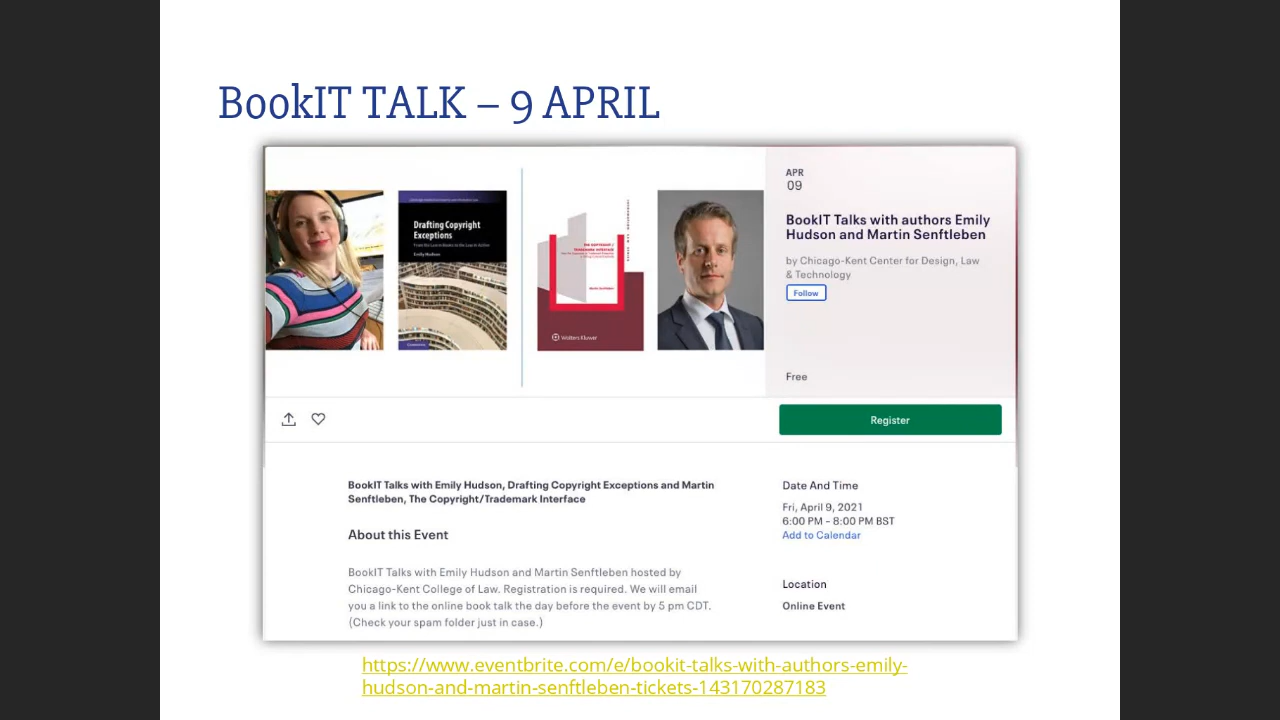 BookIT TALK – 9 APRIL
Drafting Copyright
Exceptions
Emily Hudson
Wolters Kluwer
APR
09
BookIT Talks with authors Emily
Hudson and Martin Senftleben
by Chicago-Kent Center for Design, Law
& Technology
Follow
Free
Register
BookIT Talks with Emily Hudson, Drafting Copyright Exceptions and Martin
Senftleben, The Copyright/Trademark Interface
About this Event
BookIT Talks with Emily Hudson and Martin Senftleben hosted by
Chicago-Kent College of Law. Registration is required. We will email
you a link to the online book talk the day before the event by 5 pm CDT.
(Check your spam folder just in case.)
Date And Time
Fri, April 9, 2021
6:00 PM – 8:00 PM BST
Add to Calendar
Location
Online Event
https://www.eventbrite.com/e/bookit-talks-with-authors-emily-
hudson-and-martin-senftleben-tickets-143170287183